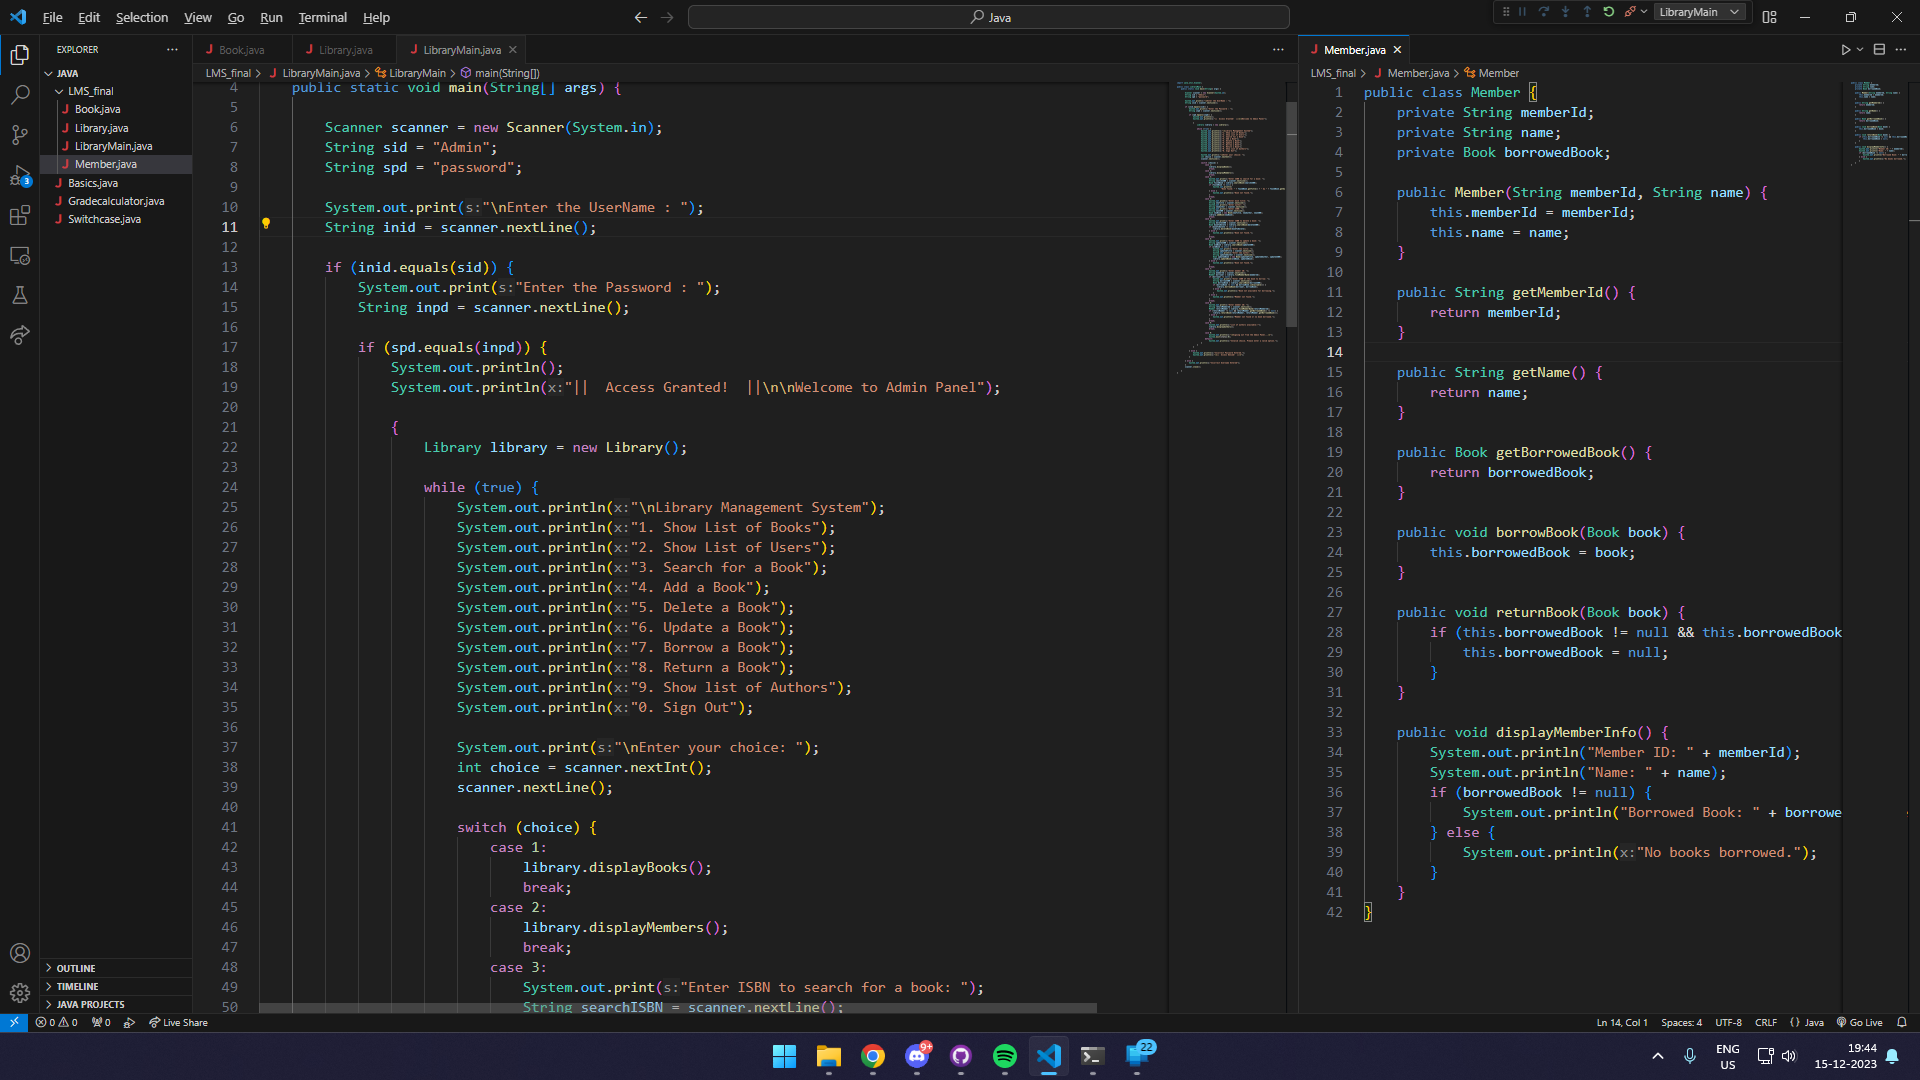 File Edit Selection View Go Run Terminal Help
Java
LibraryMain
EXPLORER
JAVA
LMS_final
Book.java
Library.java
LibraryMain.java
Member.java
Basics.java
Gradecalculator.java
Switchcase.java
3
OUTLINE
TIMELINE
JAVA PROJECTS
Book.java Library.java LibraryMain.java
LMS_final > LibraryMain.java > LibraryMain > main(String[])
4 public static void main(String[] args) {
5
6 Scanner scanner = new Scanner(System.in);
7 String sid = "Admin";
8 String spd = "password";
9
10 System.out.print(s:"\nEnter the UserName : ");
11 String inid = scanner.nextLine();
12
13 if (inid.equals(sid)) {
14 System.out.print(s:"Enter the Password : ");
15 String inpd = scanner.nextLine();
16
17 if (spd.equals(inpd)) {
18 System.out.println();
19 System.out.println(x:"||  Access Granted!  ||\n\nWelcome to Admin Panel");
20
21 {
22 Library library = new Library();
23
24 while (true) {
25 System.out.println(x:"\nLibrary Management System");
26 System.out.println(x:"1. Show List of Books");
27 System.out.println(x:"2. Show List of Users");
28 System.out.println(x:"3. Search for a Book");
29 System.out.println(x:"4. Add a Book");
30 System.out.println(x:"5. Delete a Book");
31 System.out.println(x:"6. Update a Book");
32 System.out.println(x:"7. Borrow a Book");
33 System.out.println(x:"8. Return a Book");
34 System.out.println(x:"9. Show list of Authors");
35 System.out.println(x:"0. Sign Out");
36
37 System.out.print(s:"\nEnter your choice: ");
38 int choice = scanner.nextInt();
39 scanner.nextLine();
40
41 switch (choice) {
42 case 1:
43 library.displayBooks();
44 break;
45 case 2:
46 library.displayMembers();
47 break;
48 case 3:
49 System.out.print(s:"Enter ISBN to search for a book: ");
50 String searchISBN = scanner.nextLine();
Member.java
LMS_final > Member.java > Member
1 public class Member {
2 private String memberId;
3 private String name;
4 private Book borrowedBook;
5
6 public Member(String memberId, String name) {
7 this.memberId = memberId;
8 this.name = name;
9 }
10
11 public String getMemberId() {
12 return memberId;
13 }
14
15 public String getName() {
16 return name;
17 }
18
19 public Book getBorrowedBook() {
20 return borrowedBook;
21 }
22
23 public void borrowBook(Book book) {
24 this.borrowedBook = book;
25 }
26
27 public void returnBook(Book book) {
28 if (this.borrowedBook != null && this.borrowedBook
29 this.borrowedBook = null;
30 }
31 }
32
33 public void displayMemberInfo() {
34 System.out.println("Member ID: " + memberId);
35 System.out.println("Name: " + name);
36 if (borrowedBook != null) {
37 System.out.println("Borrowed Book: " + borrowe
38 } else {
39 System.out.println(x:"No books borrowed.");
40 }
41 }
42 }
0 0 0 Live Share
Ln 14, Col 1 Spaces: 4 UTF-8 CRLF {} Java Go Live
9+
22
ENG
US
19:44
15-12-2023